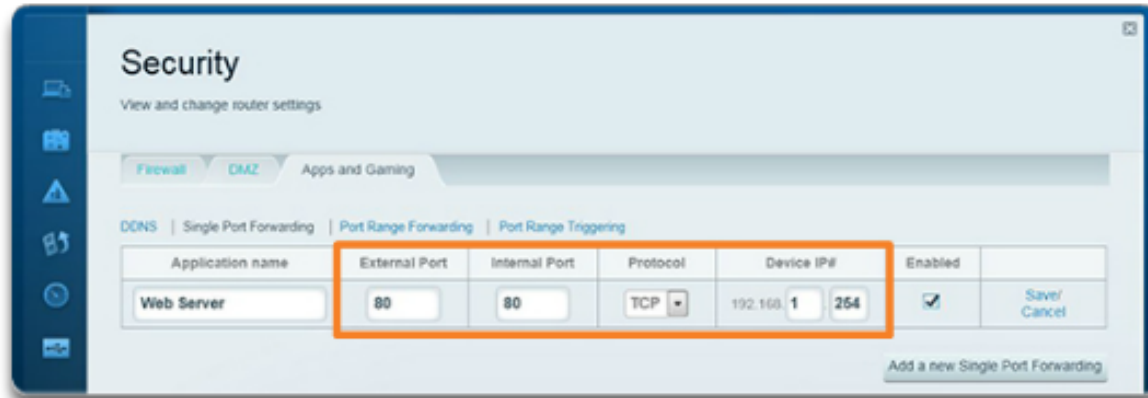 Security
View and change router settings
Firewall DMZ Apps and Gaming
DDNS | Single Port Forwarding | Port Range Forwarding | Port Range Triggering
Application name External Port Internal Port Protocol Device IP# Enabled
Web Server 80 80 TCP 192.168. 1 254 Save/
Cancel
Add a new Single Port Forwarding